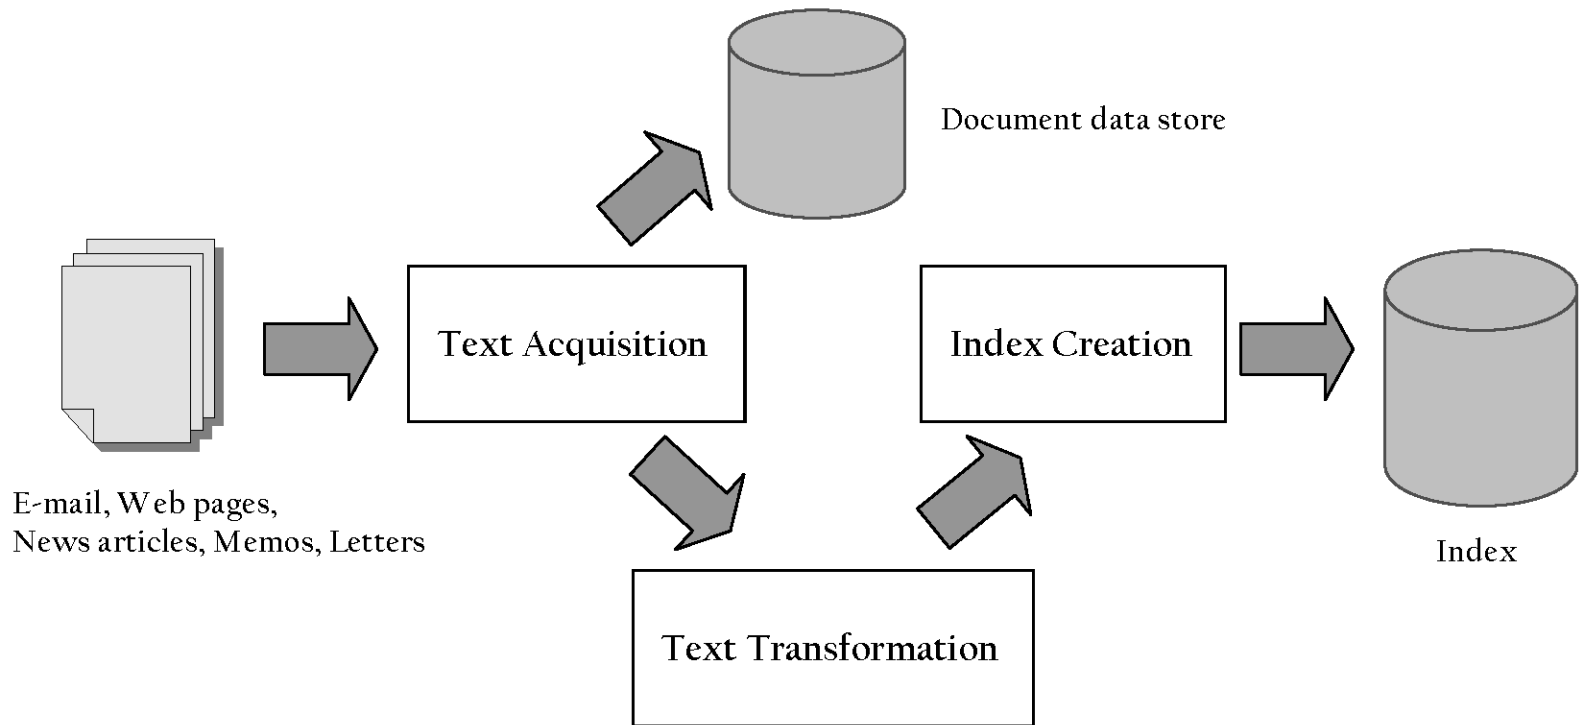 Document data store
Text Acquisition
Index Creation
E-mail, Web pages,
News articles, Memos, Letters
Index
Text Transformation